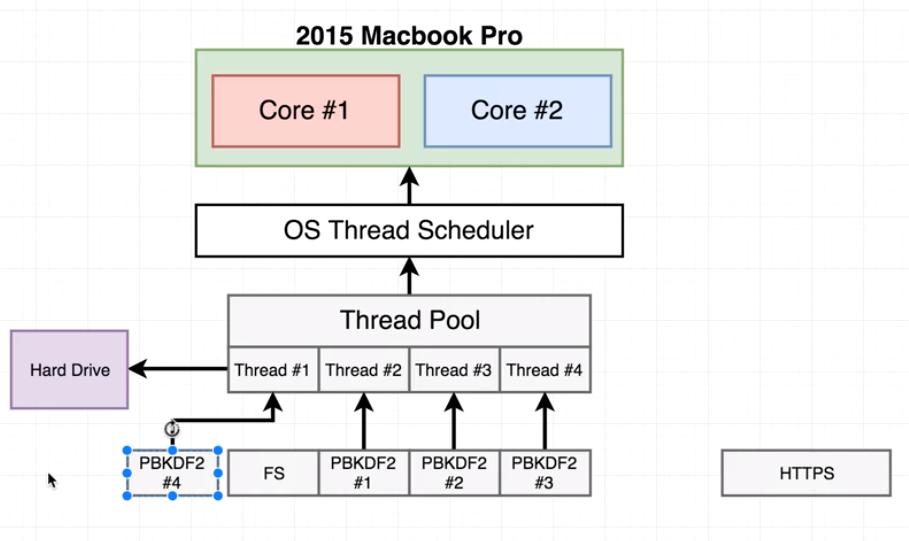 2015 Macbook Pro
Core #1
Core #2
OS Thread Scheduler
Thread Pool
Hard Drive
Thread #1
Thread #2
Thread #3
Thread #4
PBKDF2
#4
FS
PBKDF2
#1
PBKDF2
#2
PBKDF2
#3
HTTPS